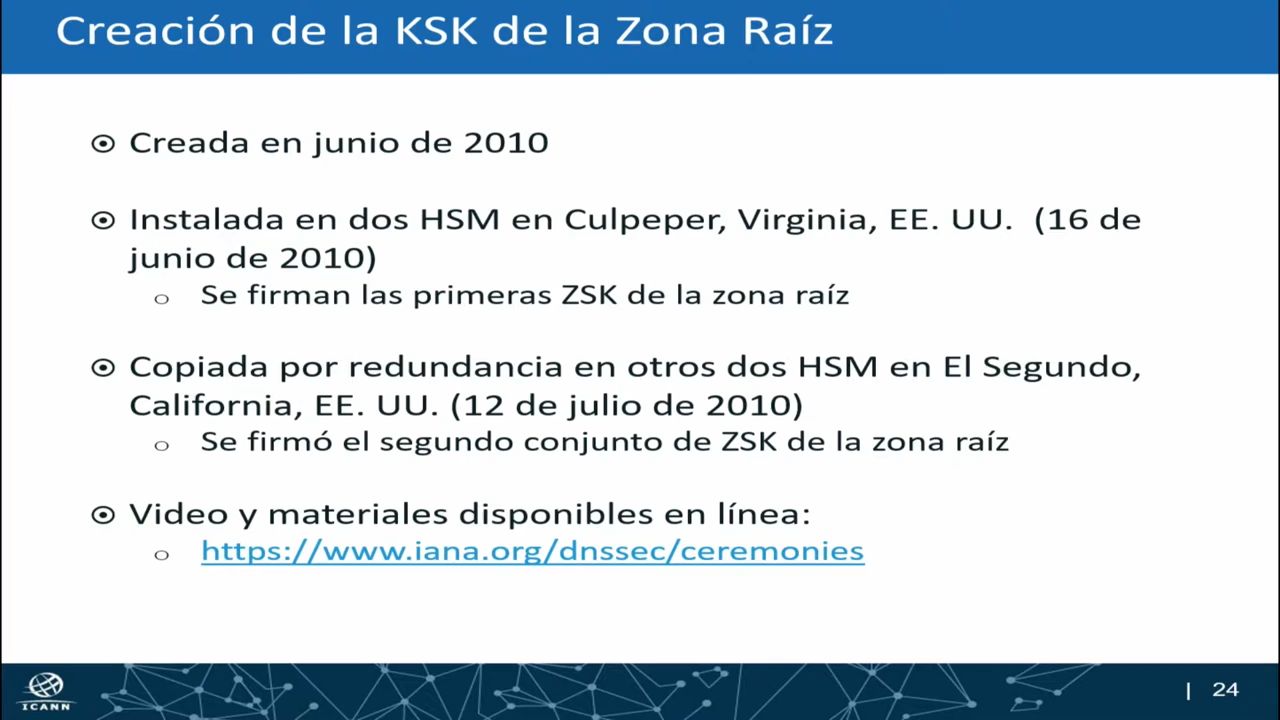 Creación de la KSK de la Zona Raíz
Creada en junio de 2010
Instalada en dos HSM en Culpeper, Virginia, EE. UU. (16 de
junio de 2010)
Se firman las primeras ZSK de la zona raíz
Copiada por redundancia en otros dos HSM en El Segundo,
California, EE. UU. (12 de julio de 2010)
Se firmó el segundo conjunto de ZSK de la zona raíz
Video y materiales disponibles en línea:
https://www.iana.org/dnssec/ceremonies
ICANN
| 24